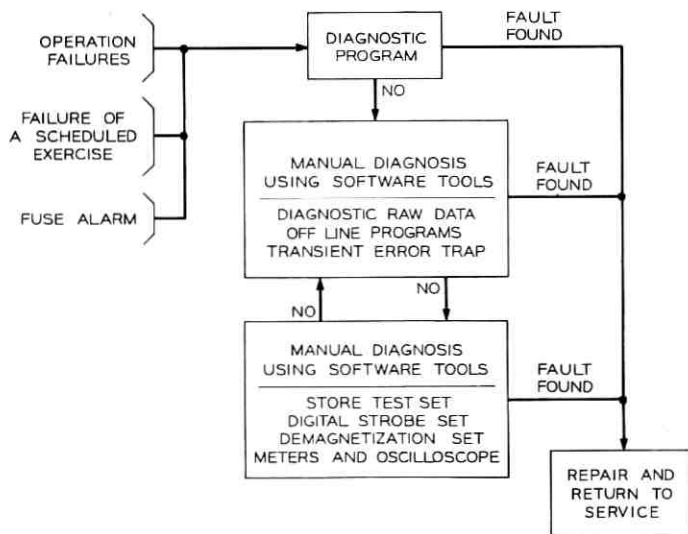 OPERATION
FAILURES
FAILURE OF
A SCHEDULED
EXERCISE
FUSE ALARM
DIAGNOSTIC
PROGRAM
FAULT
FOUND
NO
MANUAL DIAGNOSIS
USING SOFTWARE TOOLS
DIAGNOSTIC RAW DATA
OFF LINE PROGRAMS
TRANSIENT ERROR TRAP
FAULT
FOUND
NO
NO
MANUAL DIAGNOSIS
USING SOFTWARE TOOLS
STORE TEST SET
DIGITAL STROBE SET
DEMAGNETIZATION SET
METERS AND OSCILLOSCOPE
FAULT
FOUND
REPAIR AND
RETURN TO
SERVICE